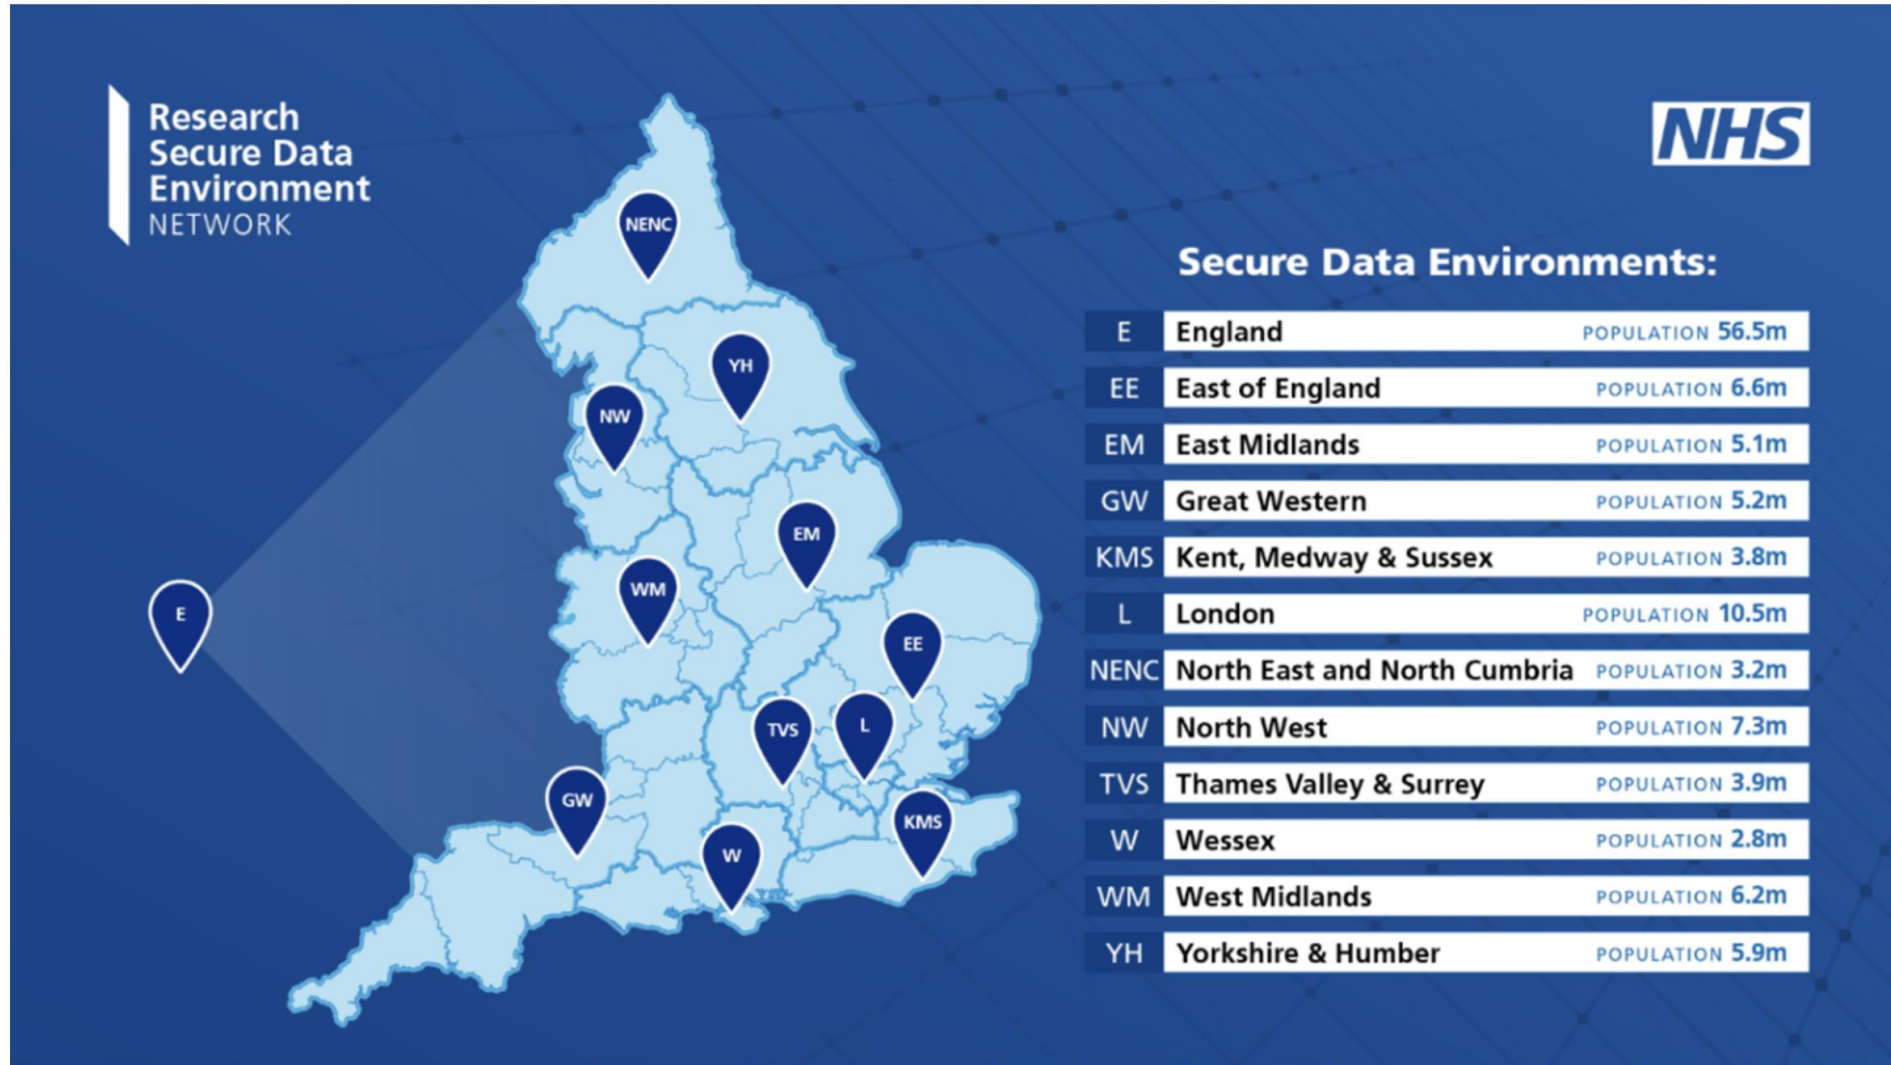 Research
Secure Data
Environment
NETWORK
NHS
NENC
YH
NW
EM
WM
E
EE
TVS
L
GW
KMS
W
Secure Data Environments:
E England POPULATION 56.5m
EE East of England POPULATION 6.6m
EM East Midlands POPULATION 5.1m
GW Great Western POPULATION 5.2m
KMS Kent, Medway & Sussex POPULATION 3.8m
L London POPULATION 10.5m
NENC North East and North Cumbria POPULATION 3.2m
NW North West POPULATION 7.3m
TVS Thames Valley & Surrey POPULATION 3.9m
W Wessex POPULATION 2.8m
WM West Midlands POPULATION 6.2m
YH Yorkshire & Humber POPULATION 5.9m